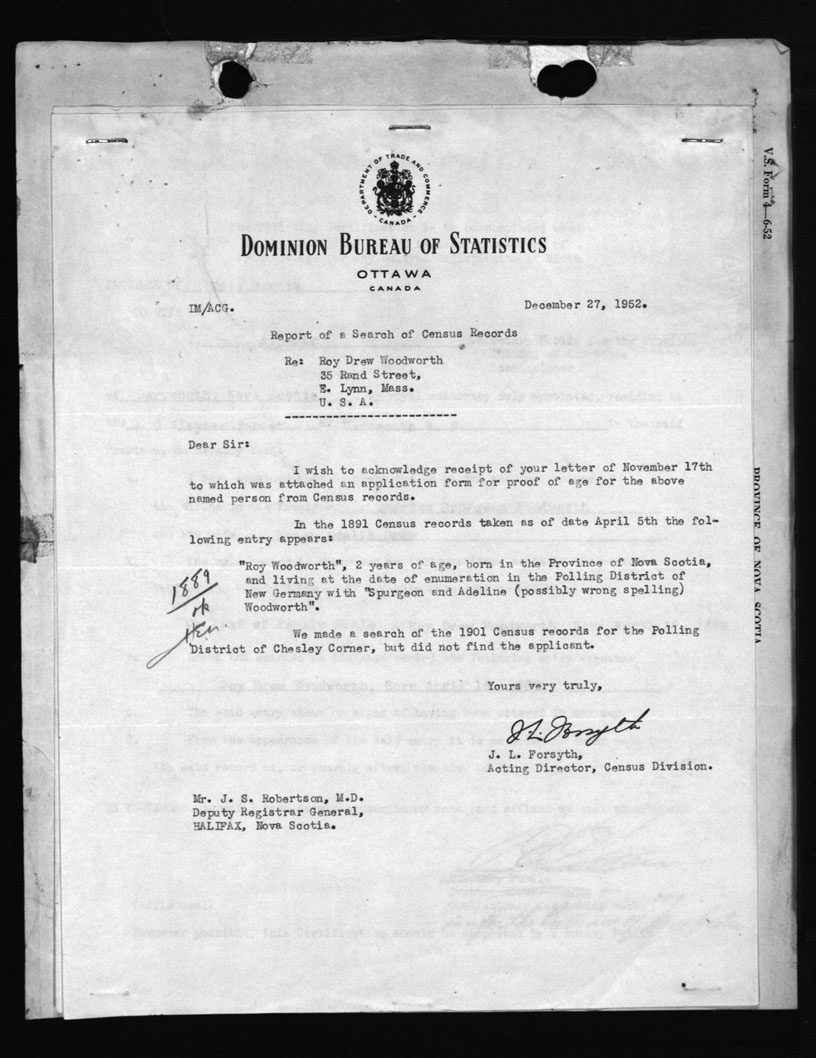 DEPARTMENT OF TRADE AND COMMERCE
- CANADA -
DOMINION BUREAU OF STATISTICS
OTTAWA
CANADA
IM/ACG.
December 27, 1952.
Report of a Search of Census Records
Re: Roy Drew Woodworth
35 Rand Street,
E. Lynn, Mass.
U. S. A.
Dear Sir:
I wish to acknowledge receipt of your letter of November 17th
to which was attached an application form for proof of age for the above
named person from Census records.
In the 1891 Census records taken as of date April 5th the fol-
lowing entry appears:
"Roy Woodworth", 2 years of age, born in the Province of Nova Scotia,
and living at the date of enumeration in the Polling District of
New Germany with "Spurgeon and Adeline (possibly wrong spelling)
Woodworth".
1889
ok
We made a search of the 1901 Census records for the Polling
District of Chesley Corner, but did not find the applicant.
Yours very truly,
J. L. Forsyth
J. L. Forsyth,
Acting Director, Census Division.
Mr. J. S. Robertson, M.D.
Deputy Registrar General,
HALIFAX, Nova Scotia.
V.S. Form 4—6-52
PROVINCE OF NOVA SCOTIA